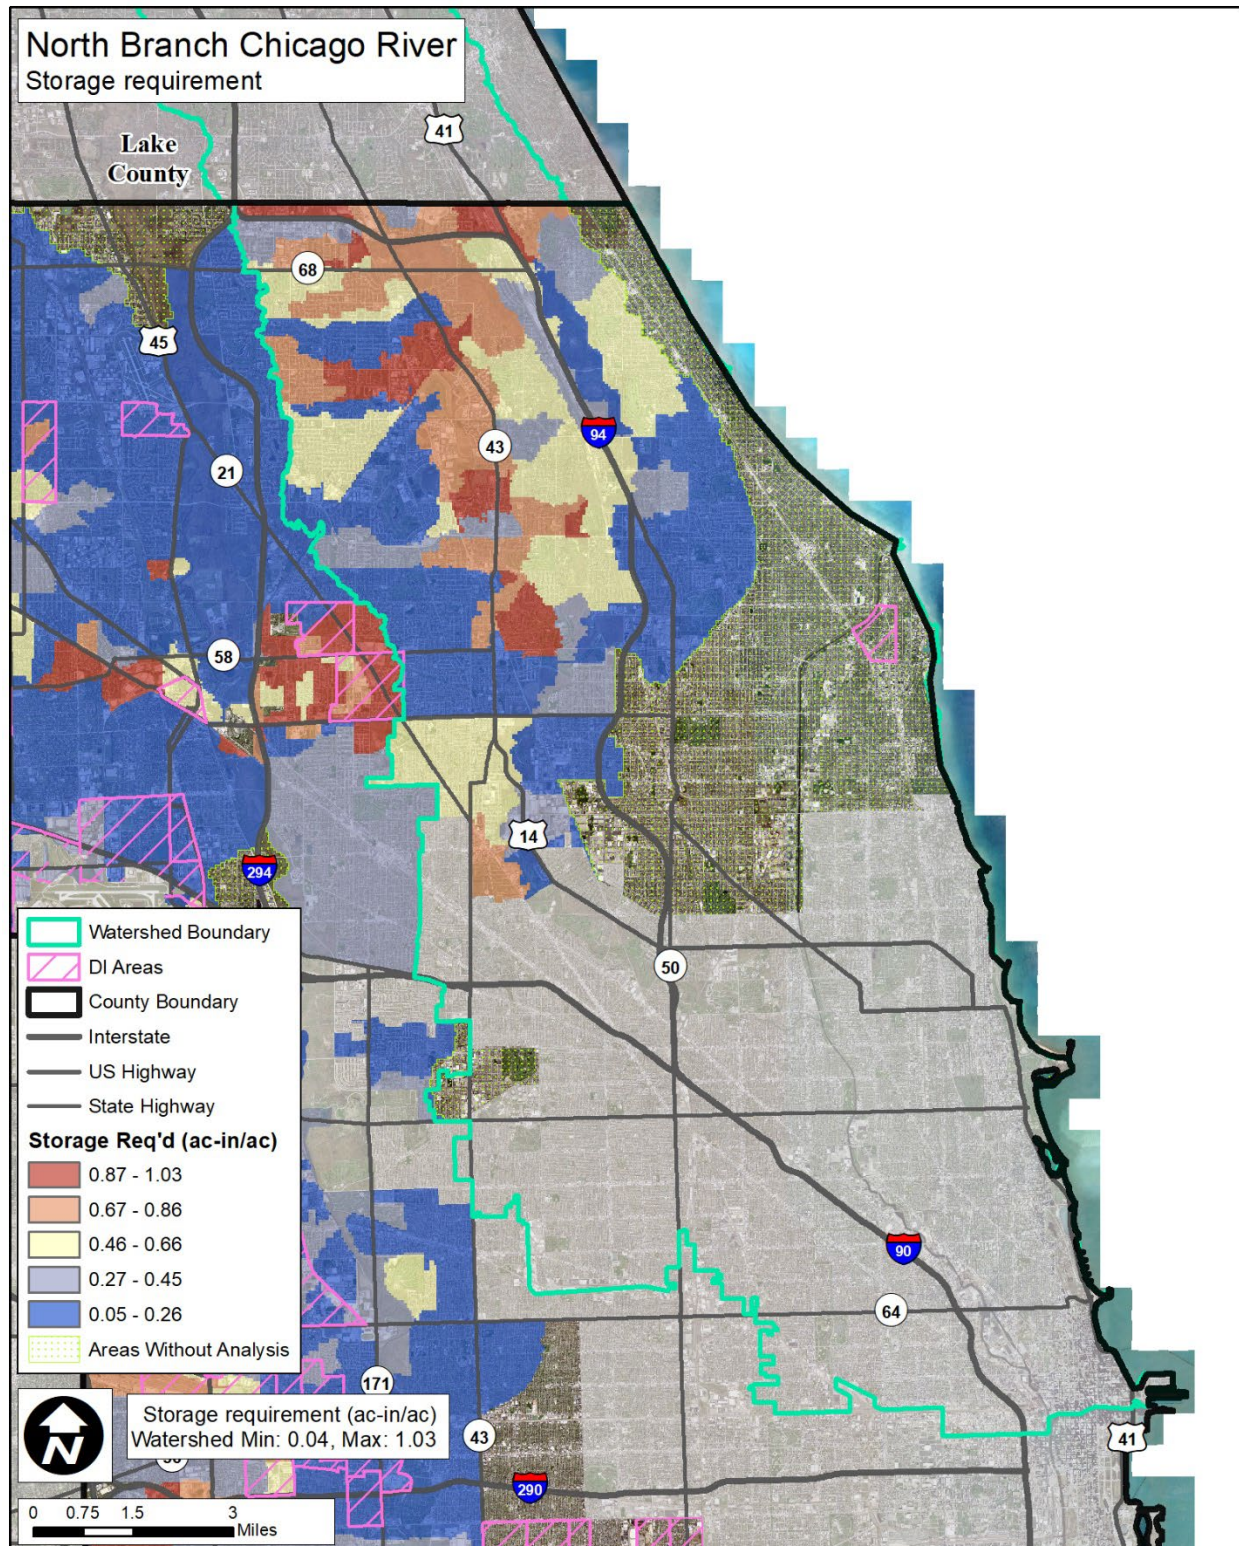 North Branch Chicago River
Storage requirement
Lake
County
41
68
45
94
43
21
58
14
294
50
90
64
171
43
41
290
Watershed Boundary
DI Areas
County Boundary
Interstate
US Highway
State Highway
Storage Req'd (ac-in/ac)
0.87 - 1.03
0.67 - 0.86
0.46 - 0.66
0.27 - 0.45
0.05 - 0.26
Areas Without Analysis
N
Storage requirement (ac-in/ac)
Watershed Min: 0.04, Max: 1.03
0 0.75 1.5 3
Miles